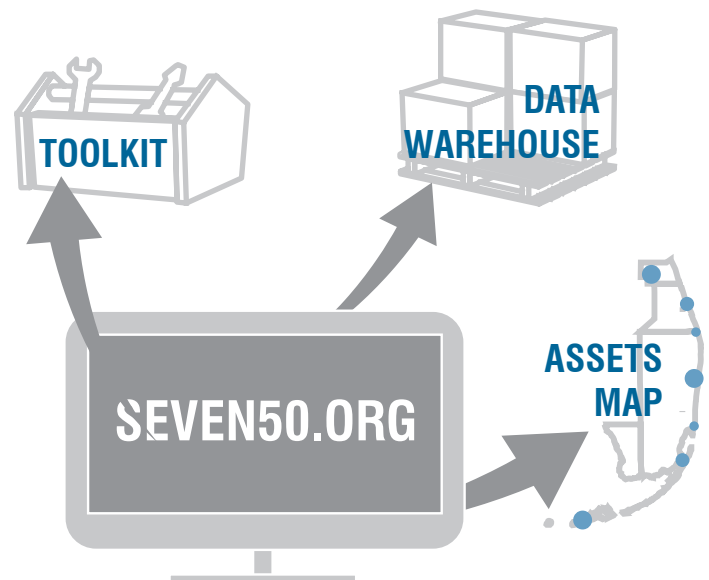 TOOLKIT
DATA
WAREHOUSE
ASSETS
MAP
SEVEN50.ORG